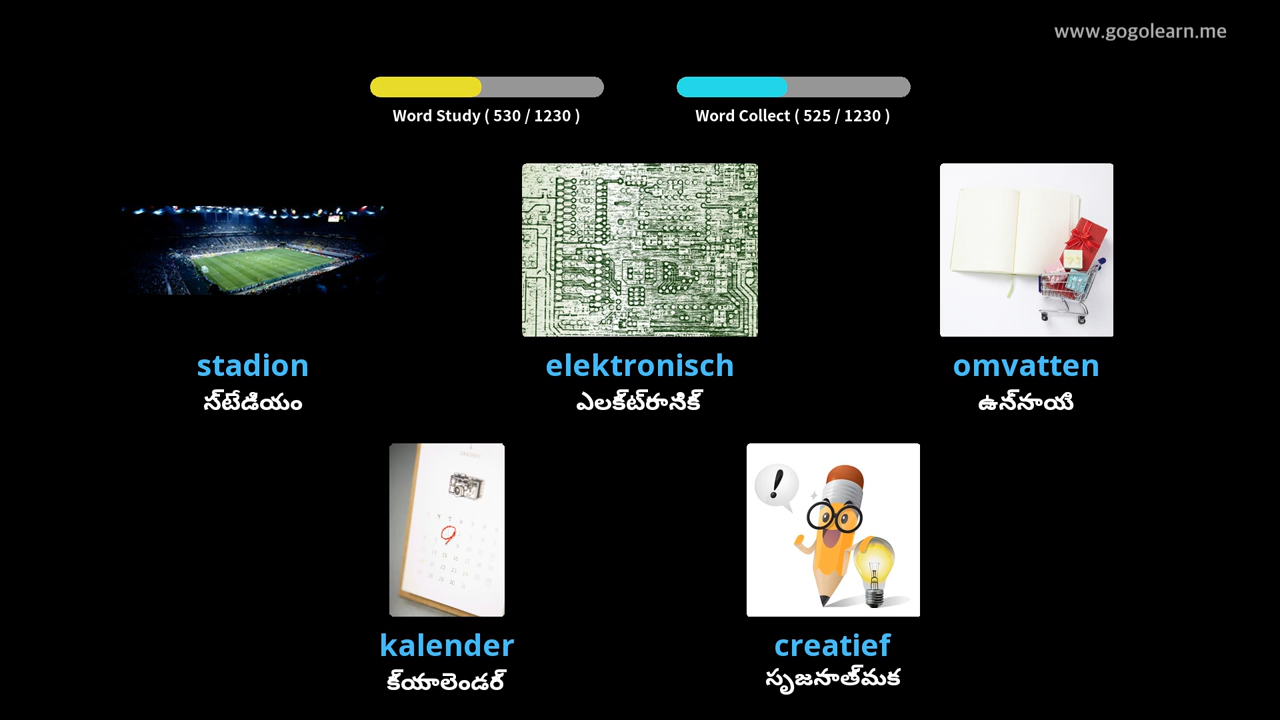 www.gogolearn.me
Word Study ( 530 / 1230 )
Word Collect ( 525 / 1230 )
stadion
elektronisch
omvatten
స్‌టేడియం
ఎలక్‌ట్‌రానిక్
ఉన్‌నాయి
kalender
creatief
క్‌యాలెండర్
సృజనాత్‌మక